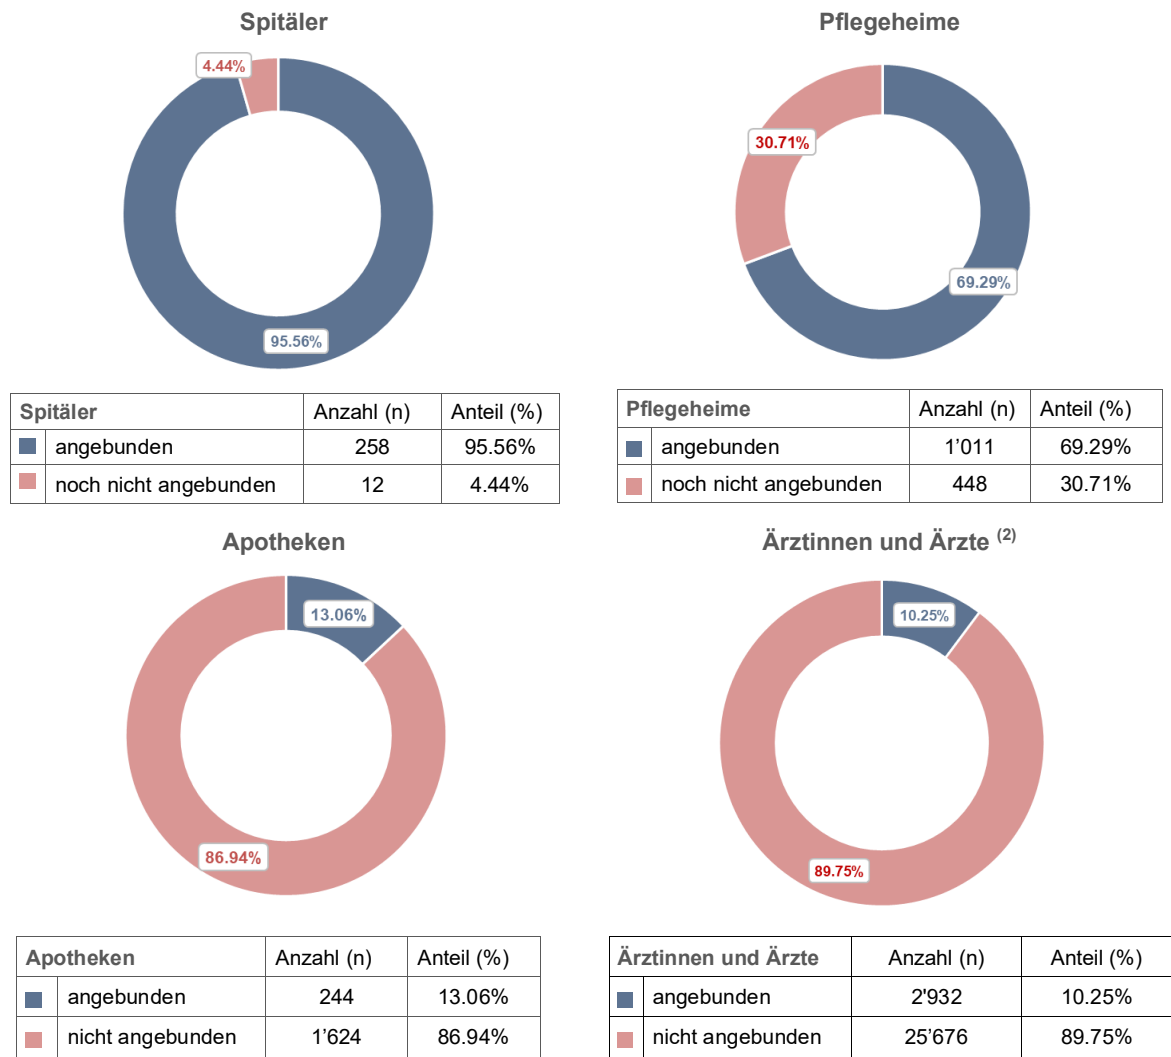 Spitäler
4.44%
95.56%
Spitäler Anzahl (n) Anteil (%)
angebunden 258 95.56%
noch nicht angebunden 12 4.44%
Pflegeheime
30.71%
69.29%
Pflegeheime Anzahl (n) Anteil (%)
angebunden 1’011 69.29%
noch nicht angebunden 448 30.71%
Apotheken
13.06%
86.94%
Apotheken Anzahl (n) Anteil (%)
angebunden 244 13.06%
nicht angebunden 1’624 86.94%
Ärztinnen und Ärzte (2)
10.25%
89.75%
Ärztinnen und Ärzte Anzahl (n) Anteil (%)
angebunden 2'932 10.25%
nicht angebunden 25’676 89.75%